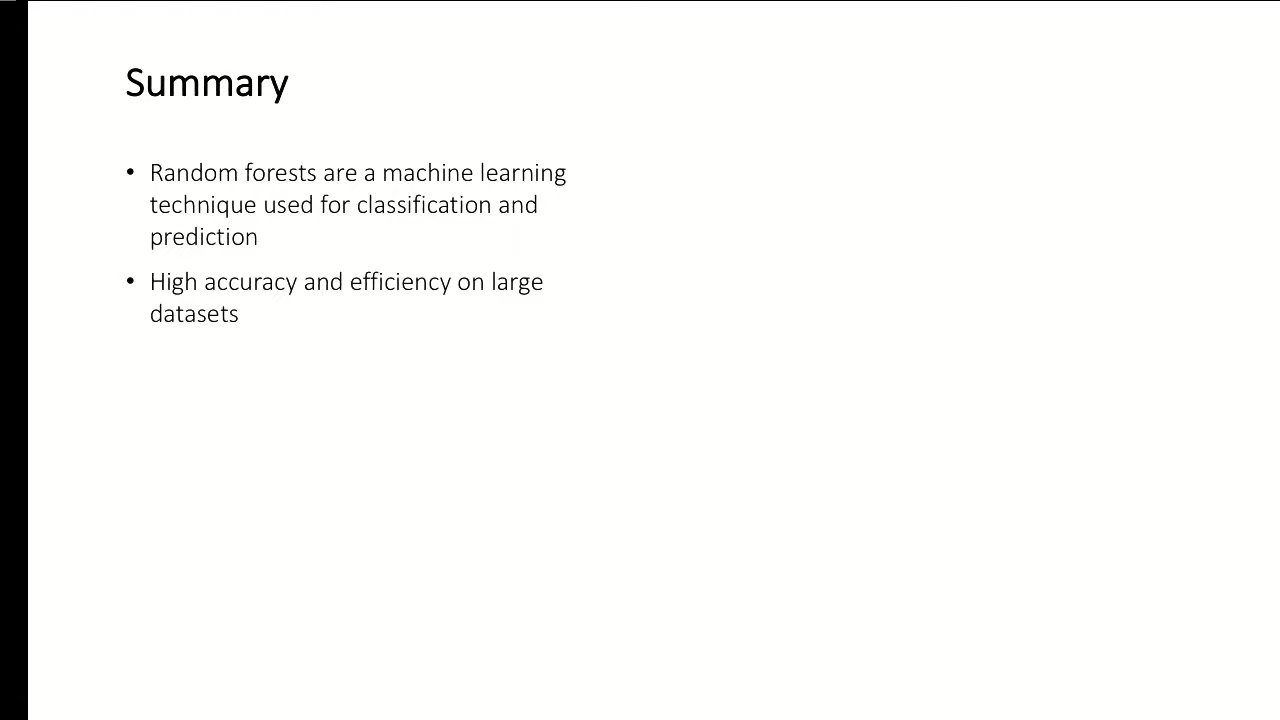 Summary
• Random forests are a machine learning
technique used for classification and
prediction
• High accuracy and efficiency on large
datasets